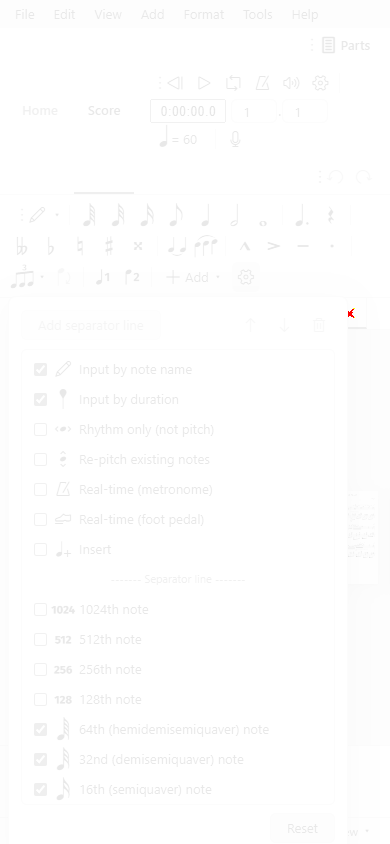 File Edit View Add Format Tools Help
Parts
Home Score
0:00:00.0 1 . 1
= 60
1 2 Add
Add separator line
Input by note name
Input by duration
Rhythm only (not pitch)
Re-pitch existing notes
Real-time (metronome)
Real-time (foot pedal)
Insert
Separator line
1024 1024th note
512 512th note
256 256th note
128 128th note
64th (hemidemisemiquaver) note
32nd (demisemiquaver) note
16th (semiquaver) note
Reset